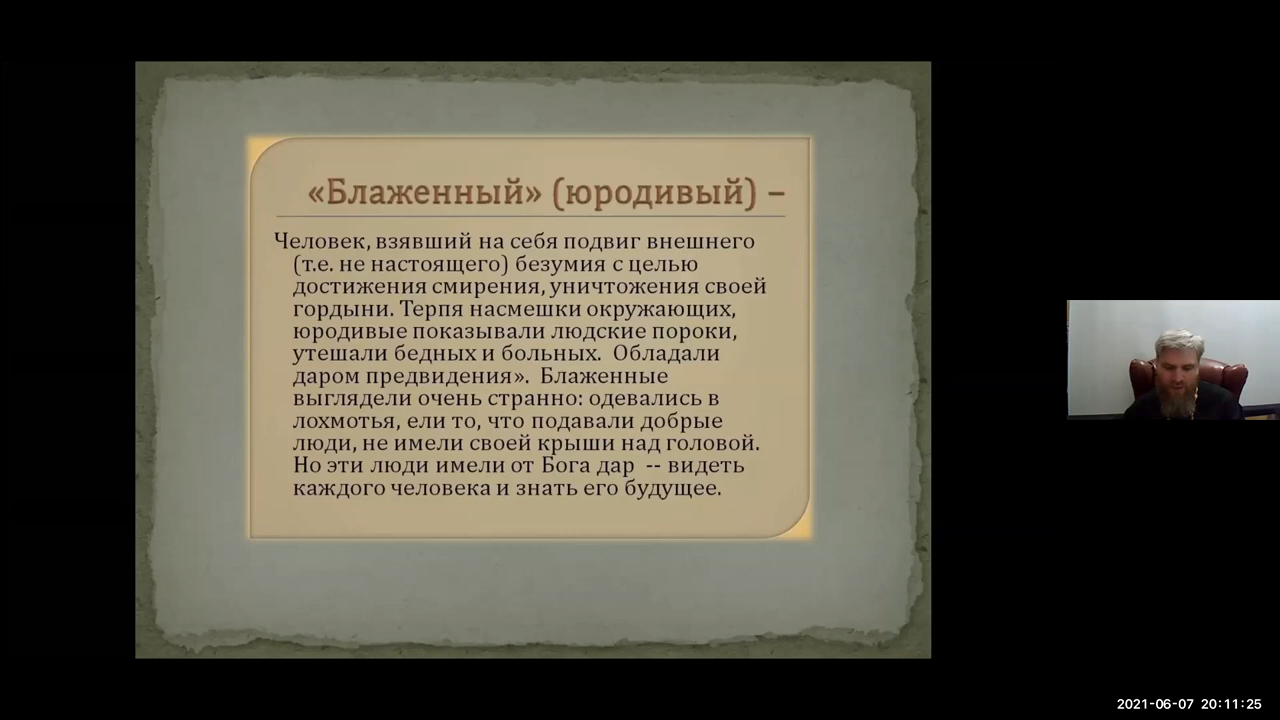 «Блаженный» (юродивый) –
Человек, взявший на себя подвиг внешнего
(т.е. не настоящего) безумия с целью
достижения смирения, уничтожения своей
гордыни. Терпя насмешки окружающих,
юродивые показывали людские пороки,
утешали бедных и больных.  Обладали
даром предвидения».  Блаженные
выглядели очень странно: одевались в
лохмотья, ели то, что подавали добрые
люди, не имели своей крыши над головой.
Но эти люди имели от Бога дар  -- видеть
каждого человека и знать его будущее.
2021-06-07  20:11:25